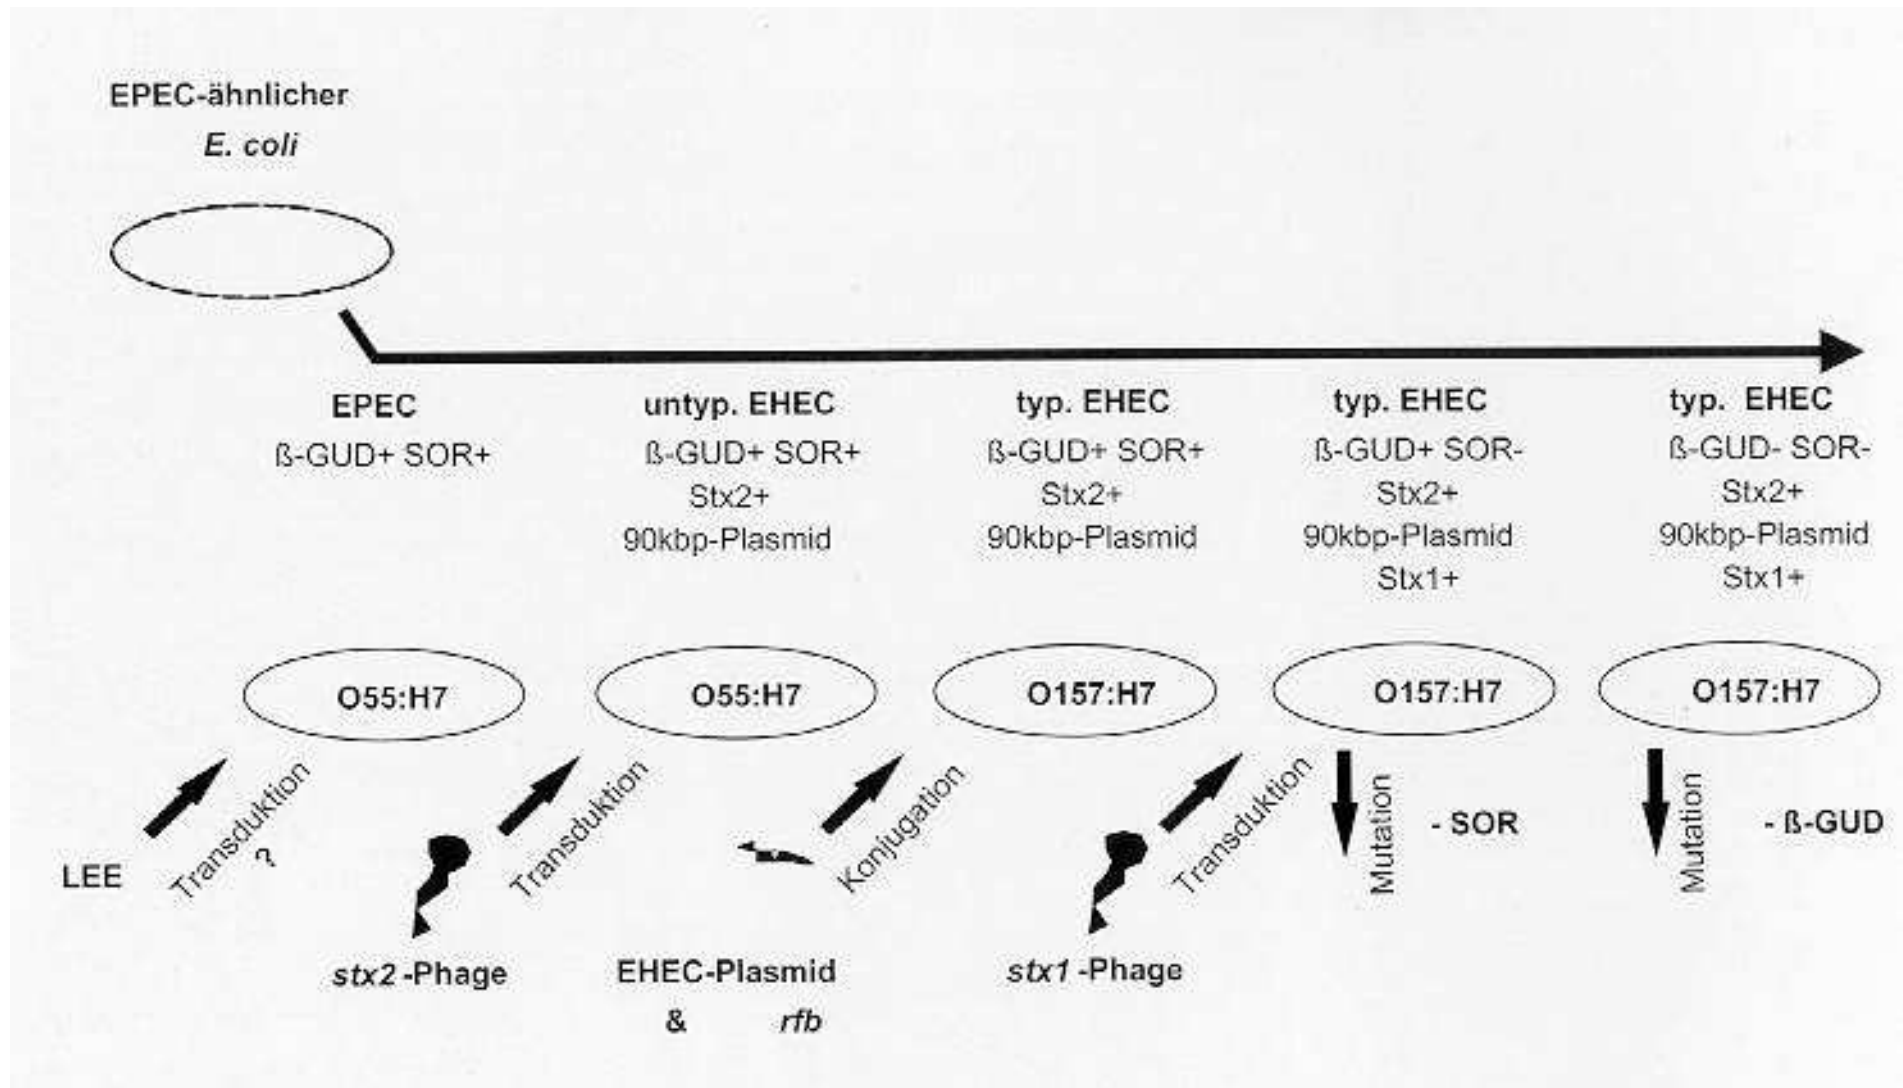 EPEC-ähnlicher
E. coli
EPEC
ß-GUD+ SOR+
untyp. EHEC
ß-GUD+ SOR+
Stx2+
90kbp-Plasmid
typ. EHEC
ß-GUD+ SOR+
Stx2+
90kbp-Plasmid
typ. EHEC
ß-GUD+ SOR-
Stx2+
90kbp-Plasmid
Stx1+
typ. EHEC
ß-GUD- SOR-
Stx2+
90kbp-Plasmid
Stx1+
O55:H7
O55:H7
O157:H7
O157:H7
O157:H7
LEE
Transduktion
?
stx2-Phage
Transduktion
EHEC-Plasmid
& rfb
Konjugation
stx1-Phage
Transduktion
Mutation
- SOR
Mutation
- ß-GUD